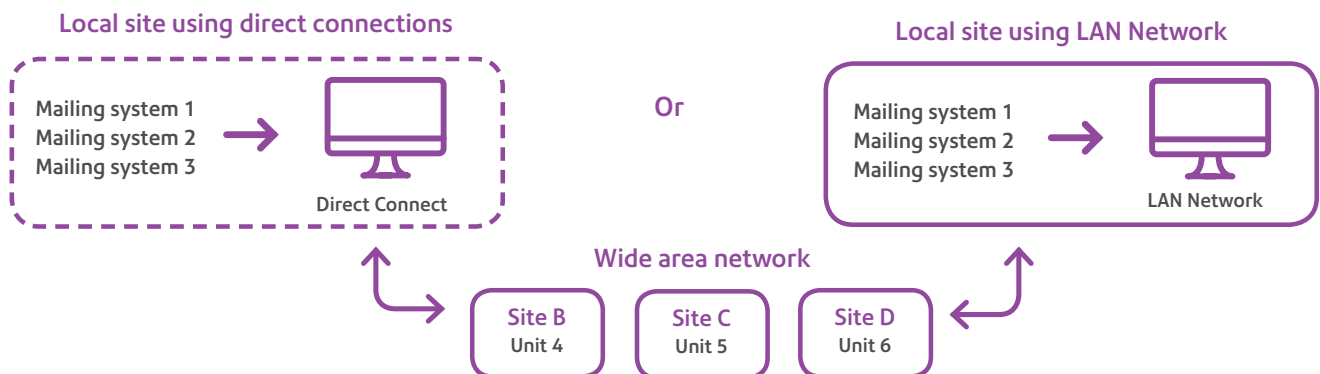 Local site using direct connections
Mailing system 1
Mailing system 2
Mailing system 3
Direct Connect
Or
Local site using LAN Network
Mailing system 1
Mailing system 2
Mailing system 3
LAN Network
Wide area network
Site B
Unit 4
Site C
Unit 5
Site D
Unit 6